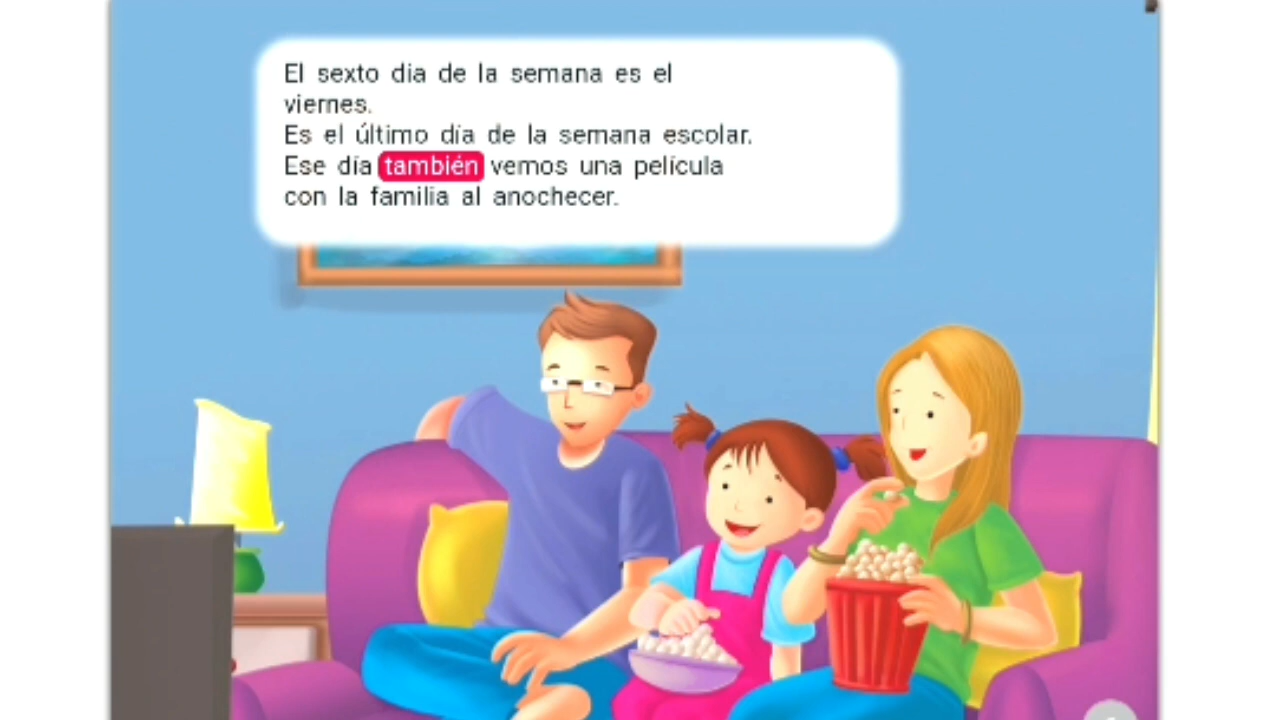 El sexto dia de la semana es el
viernes.
Es el último día de la semana escolar.
Ese día también vemos una película
con la familia al anochecer.